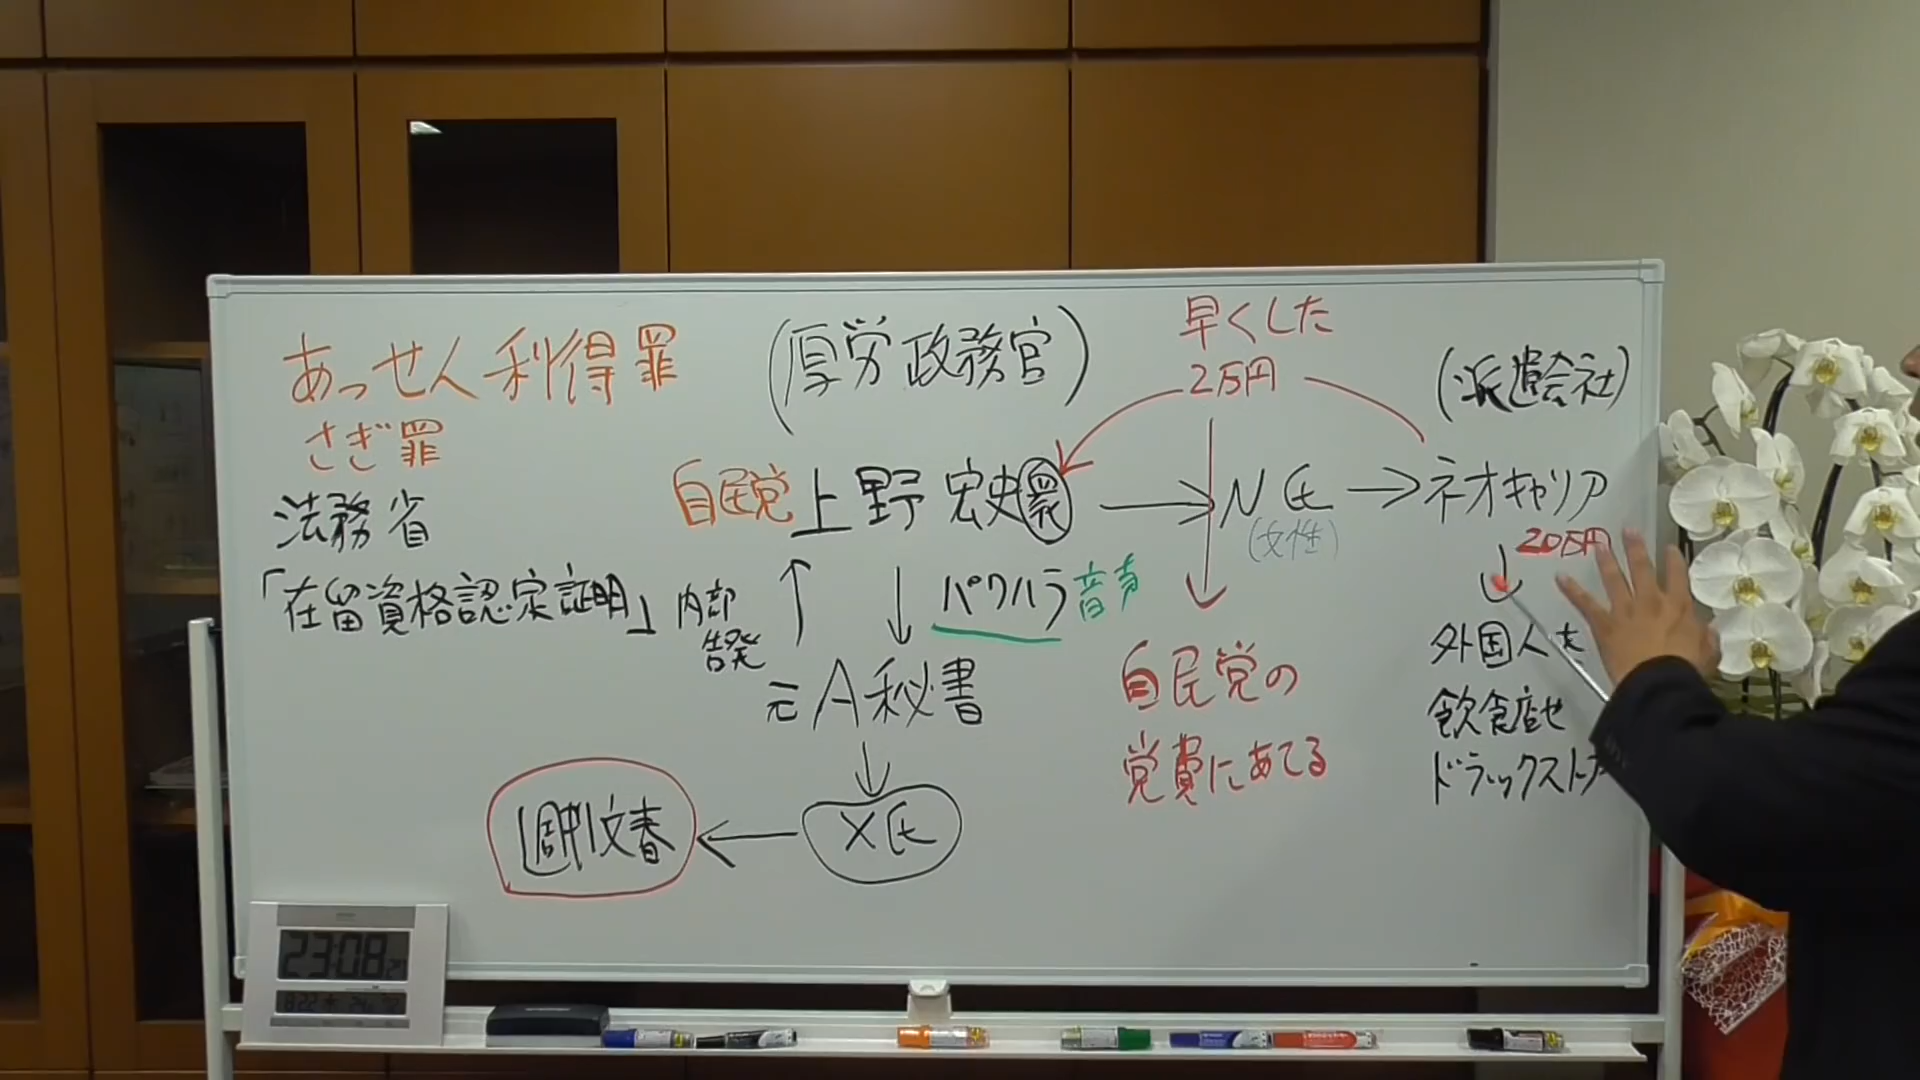 あっせん利得罪
さぎ罪
法務省
「在留資格認定証明」
(厚労政務官)
自民党 上野宏史
内部
告発
パワハラ音声
元A秘書
X氏
週刊文春
早くした
2万円
N氏
(女性)
自民党の
党費にあてる
(派遣会社)
ネオキャリア
20万円
外国人を
飲食店や
ドラックストア
23:08
8 22